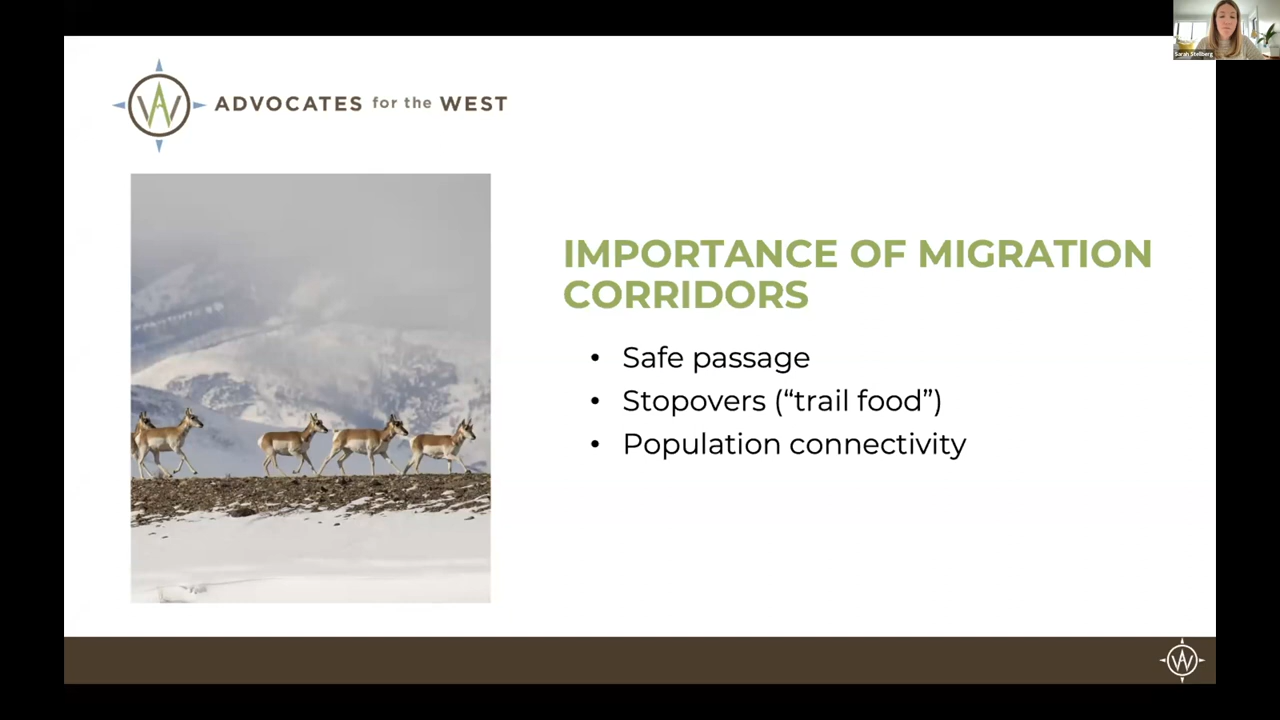 Sarah Stellberg
ADVOCATES for the WEST
IMPORTANCE OF MIGRATION
CORRIDORS
• Safe passage
• Stopovers (“trail food”)
• Population connectivity